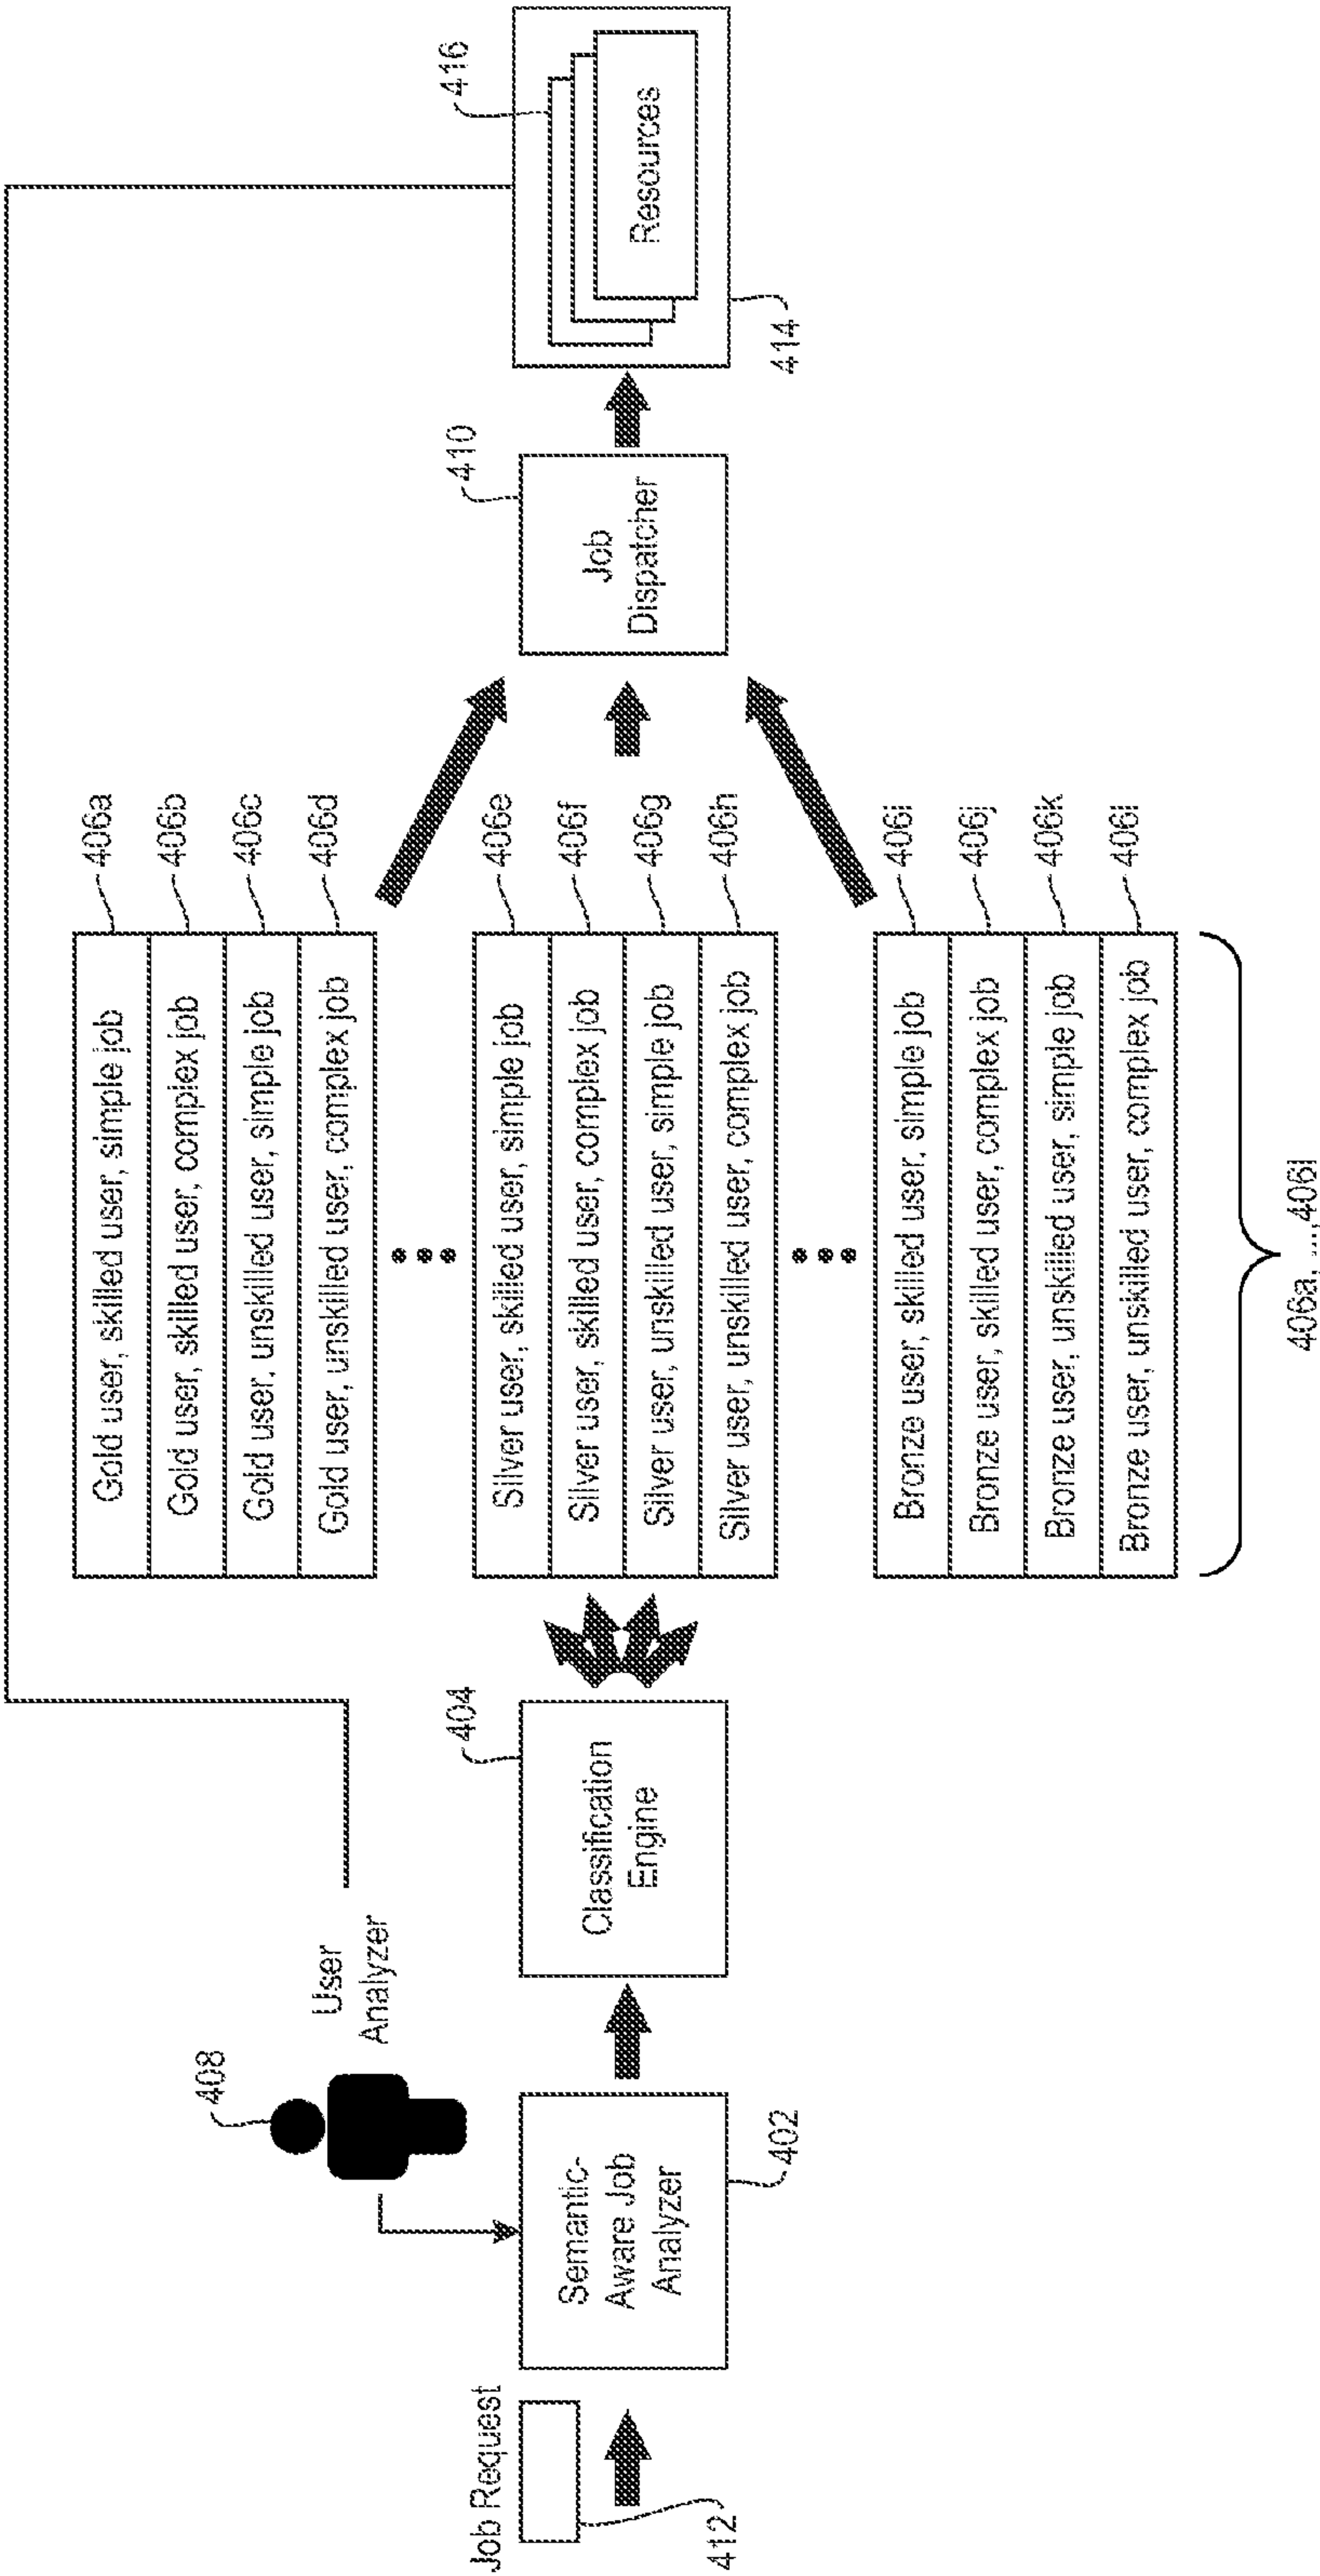 Job Request
412
Semantic-
Aware Job
Analyzer
402
408
User
Analyzer
Classification
Engine
404
Gold user, skilled user, simple job
406a
Gold user, skilled user, complex job
406b
Gold user, unskilled user, simple job
406c
Gold user, unskilled user, complex job
406d
Silver user, skilled user, simple job
406e
Silver user, skilled user, complex job
406f
Silver user, unskilled user, simple job
406g
Silver user, unskilled user, complex job
406h
Bronze user, skilled user, simple job
406i
Bronze user, skilled user, complex job
406j
Bronze user, unskilled user, simple job
406k
Bronze user, unskilled user, complex job
406l
406a, ...,406l
Job
Dispatcher
410
Resources
416
414